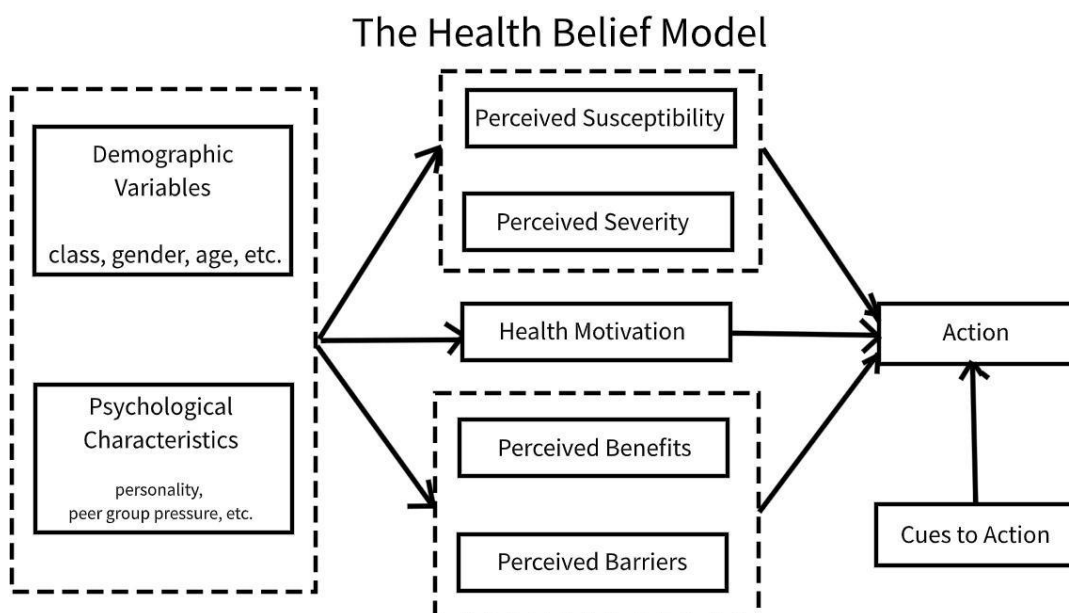 The Health Belief Model
Demographic
Variables
class, gender, age, etc.
Psychological
Characteristics
personality,
peer group pressure, etc.
Perceived Susceptibility
Perceived Severity
Health Motivation
Perceived Benefits
Perceived Barriers
Action
Cues to Action